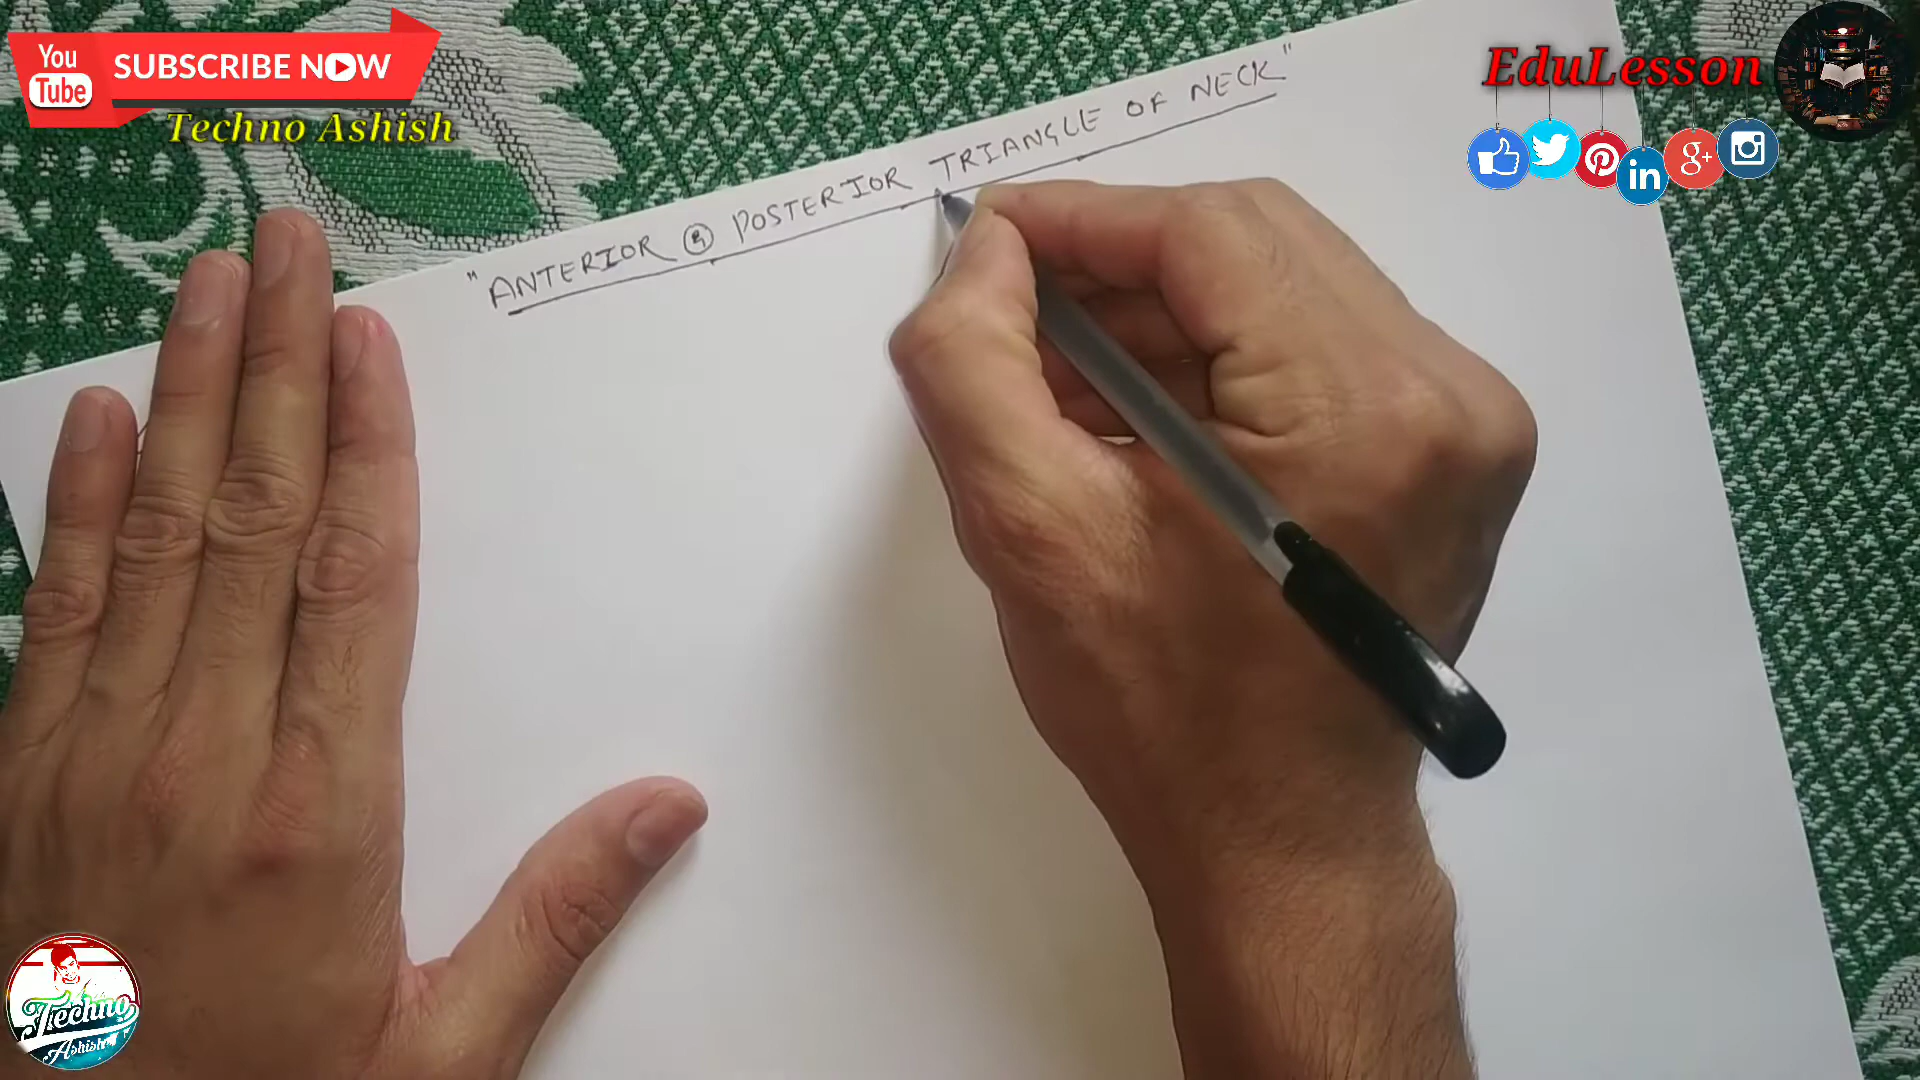 You
Tube
SUBSCRIBE NOW
Techno Ashish
EduLesson
" ANTERIOR & POSTERIOR TRIANGLE OF NECK "
Techno
Ashish